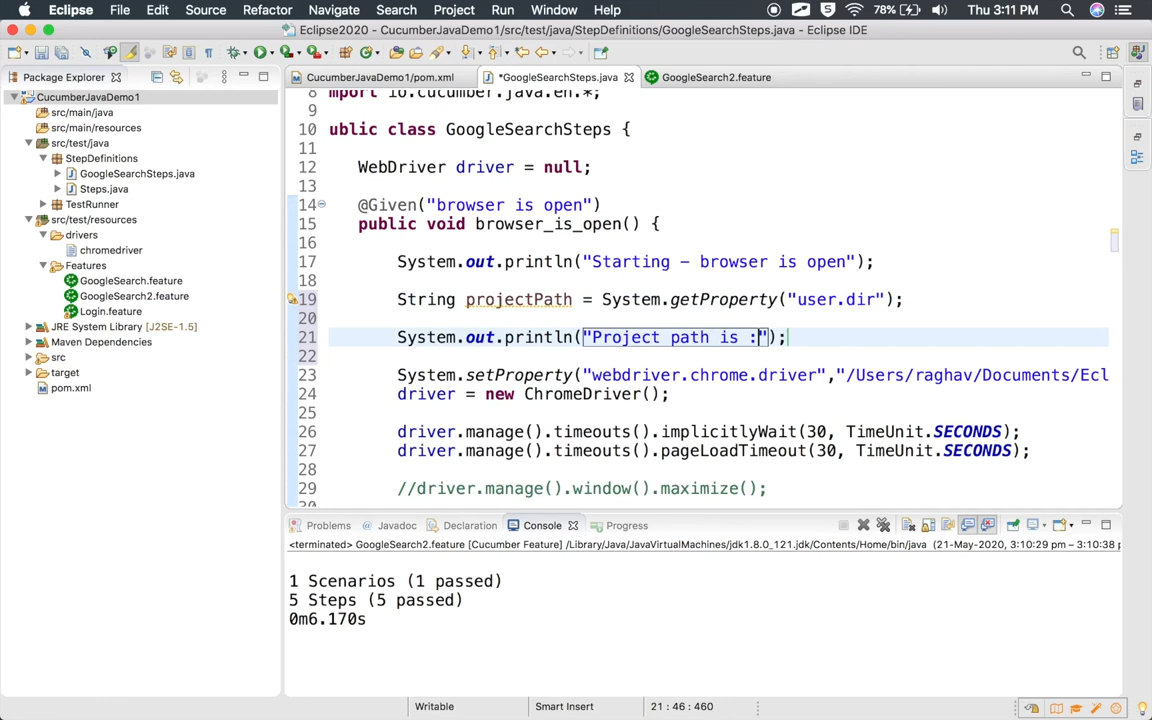 Eclipse File Edit Source Refactor Navigate Search Project Run Window Help 78% Thu 3:11 PM
Eclipse2020 - CucumberJavaDemo1/src/test/java/StepDefinitions/GoogleSearchSteps.java - Eclipse IDE
Package Explorer
CucumberJavaDemo1/pom.xml *GoogleSearchSteps.java GoogleSearch2.feature
CucumberJavaDemo1
src/main/java
src/main/resources
src/test/java
StepDefinitions
GoogleSearchSteps.java
Steps.java
TestRunner
src/test/resources
drivers
chromedriver
Features
GoogleSearch.feature
GoogleSearch2.feature
Login.feature
JRE System Library [J2SE-1.5]
Maven Dependencies
src
target
pom.xml
8 mport io.cucumber.java.en.*;
9
10 ublic class GoogleSearchSteps {
11
12 WebDriver driver = null;
13
14 @Given("browser is open")
15 public void browser_is_open() {
16
17 System.out.println("Starting - browser is open");
18
19 String projectPath = System.getProperty("user.dir");
20
21 System.out.println("Project path is :");
22
23 System.setProperty("webdriver.chrome.driver","/Users/raghav/Documents/Ecl
24 driver = new ChromeDriver();
25
26 driver.manage().timeouts().implicitlyWait(30, TimeUnit.SECONDS);
27 driver.manage().timeouts().pageLoadTimeout(30, TimeUnit.SECONDS);
28
29 //driver.manage().window().maximize();
Problems @ Javadoc Declaration Console Progress
<terminated> GoogleSearch2.feature [Cucumber Feature] /Library/Java/JavaVirtualMachines/jdk1.8.0_121.jdk/Contents/Home/bin/java (21-May-2020, 3:10:29 pm – 3:10:38 p
1 Scenarios (1 passed)
5 Steps (5 passed)
0m6.170s
Writable Smart Insert 21 : 46 : 460